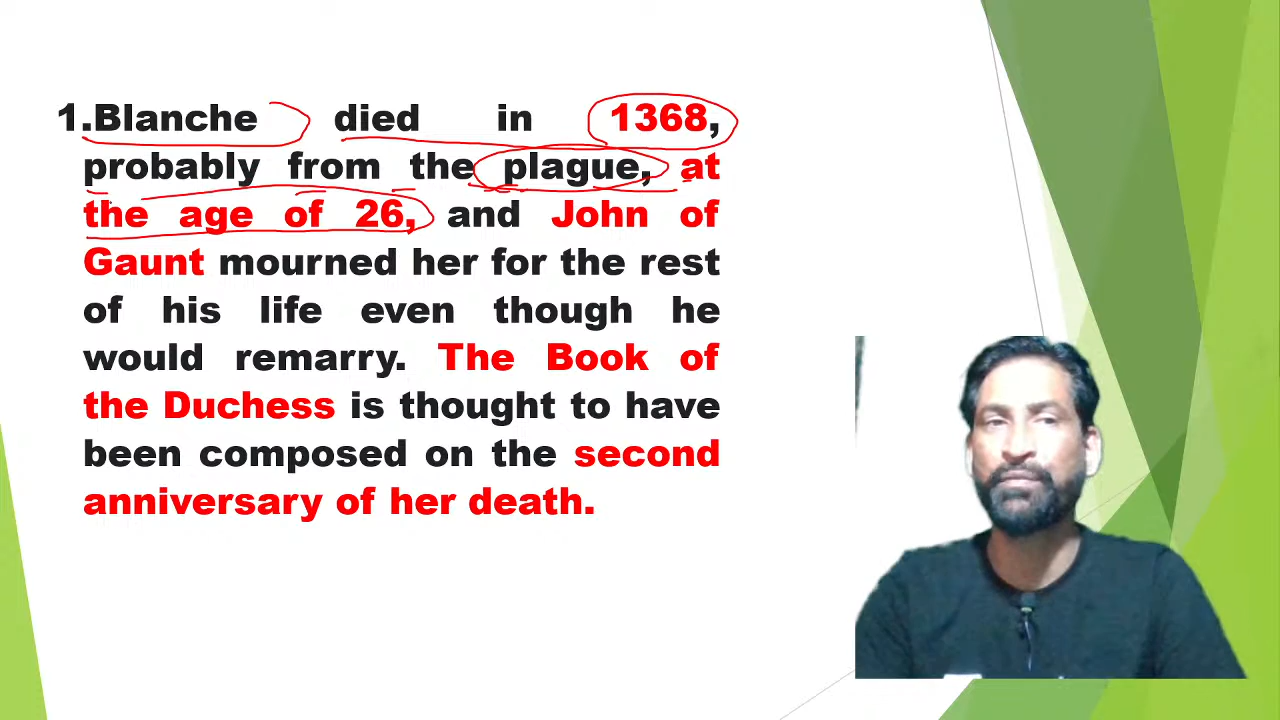 1.Blanche died in 1368,
probably from the plague, at
the age of 26, and John of
Gaunt mourned her for the rest
of his life even though he
would remarry. The Book of
the Duchess is thought to have
been composed on the second
anniversary of her death.